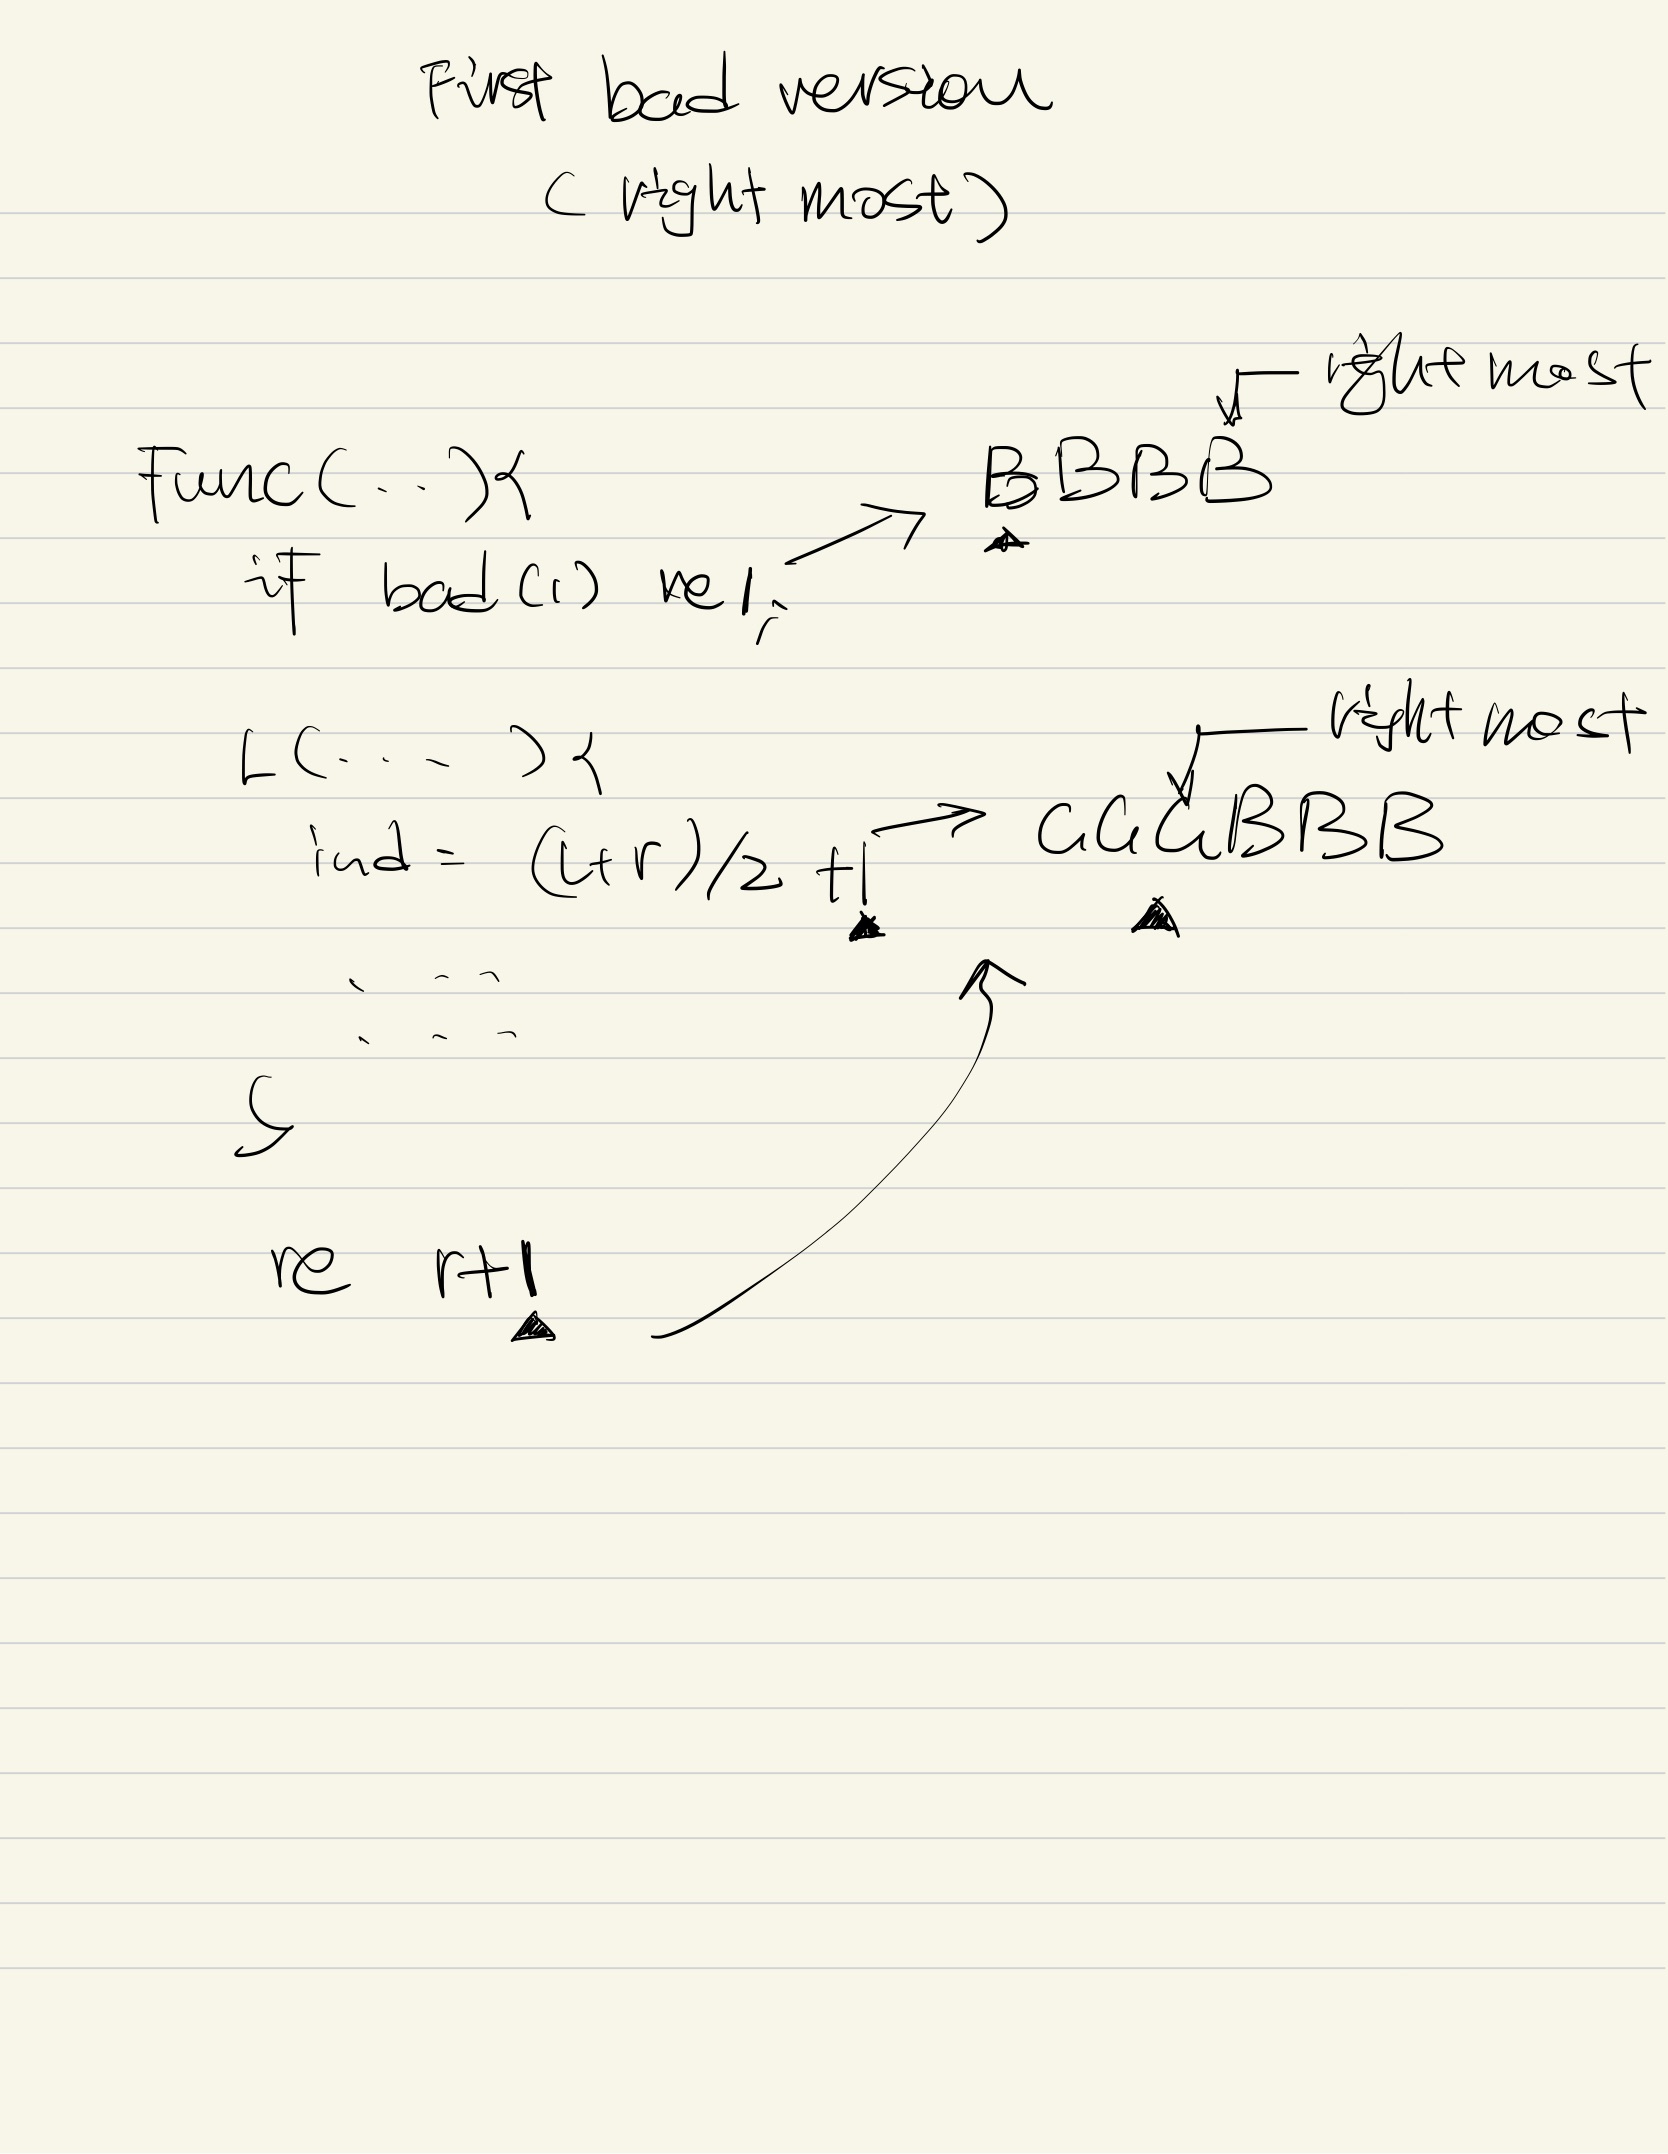 First bad version
(right most)
right most
Func(...){
BBBB
if bad(1) re 1;
right most
L(....){
GGGBBB
ind = (l+r)/2 +1
...
...
}
re r+1